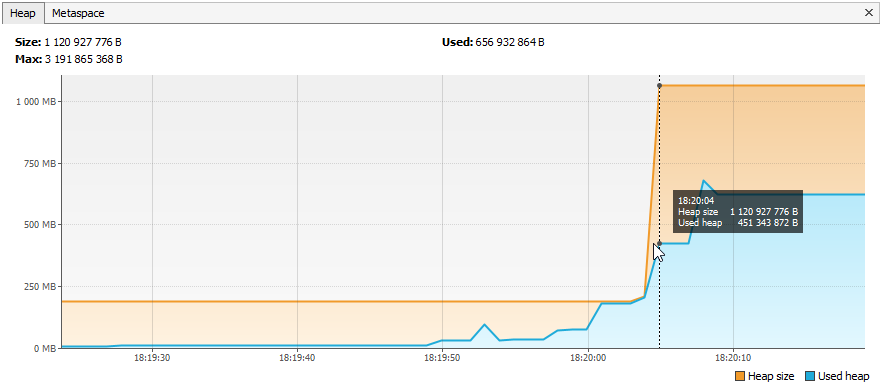 Heap Metaspace ×
Size: 1 120 927 776 B Used: 656 932 864 B
Max: 3 191 865 368 B
1 000 MB
750 MB
500 MB
250 MB
0 MB
18:20:04
Heap size 1 120 927 776 B
Used heap 451 343 872 B
18:19:30 18:19:40 18:19:50 18:20:00 18:20:10
Heap size Used heap